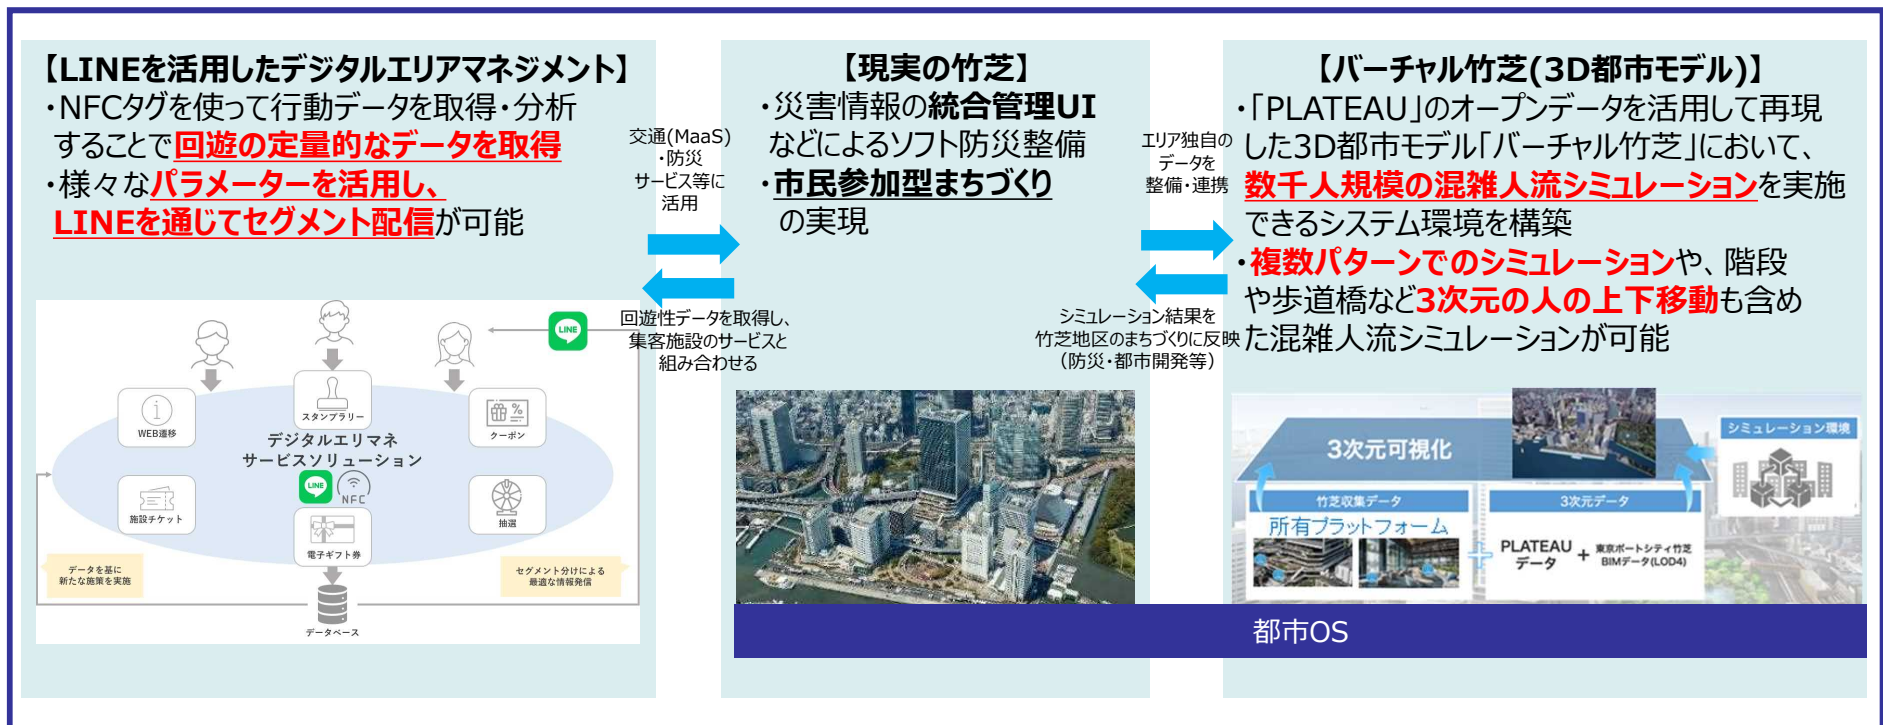 【LINEを活用したデジタルエリアマネジメント】
・NFCタグを使って行動データを取得・分析
することで回遊の定量的なデータを取得
・様々なパラメーターを活用し、
LINEを通じてセグメント配信が可能
LINE
WEB遷移
スタンプラリー
クーポン
デジタルエリマネ
サービスソリューション
LINE
NFC
施設チケット
電子ギフト券
抽選
データを基に
新たな施策を実施
セグメント分けによる
最適な情報発信
データベース
交通(MaaS)
・防災
サービス等に
活用
回遊性データを取得し、
集客施設のサービスと
組み合わせる
【現実の竹芝】
・災害情報の統合管理UI
などによるソフト防災整備
・市民参加型まちづくり
の実現
エリア独自の
データを
整備・連携
シミュレーション結果を
竹芝地区のまちづくりに反映
（防災・都市開発等）
【バーチャル竹芝(3D都市モデル)】
・「PLATEAU」のオープンデータを活用して再現
した3D都市モデル「バーチャル竹芝」において、
数千人規模の混雑人流シミュレーションを実施
できるシステム環境を構築
・複数パターンでのシミュレーションや、階段
や歩道橋など3次元の人の上下移動も含め
た混雑人流シミュレーションが可能
3次元可視化
シミュレーション環境
竹芝収集データ
所有プラットフォーム
3次元データ
PLATEAU
データ
+
東京ポートシティ竹芝
BIMデータ(LOD4)
都市OS